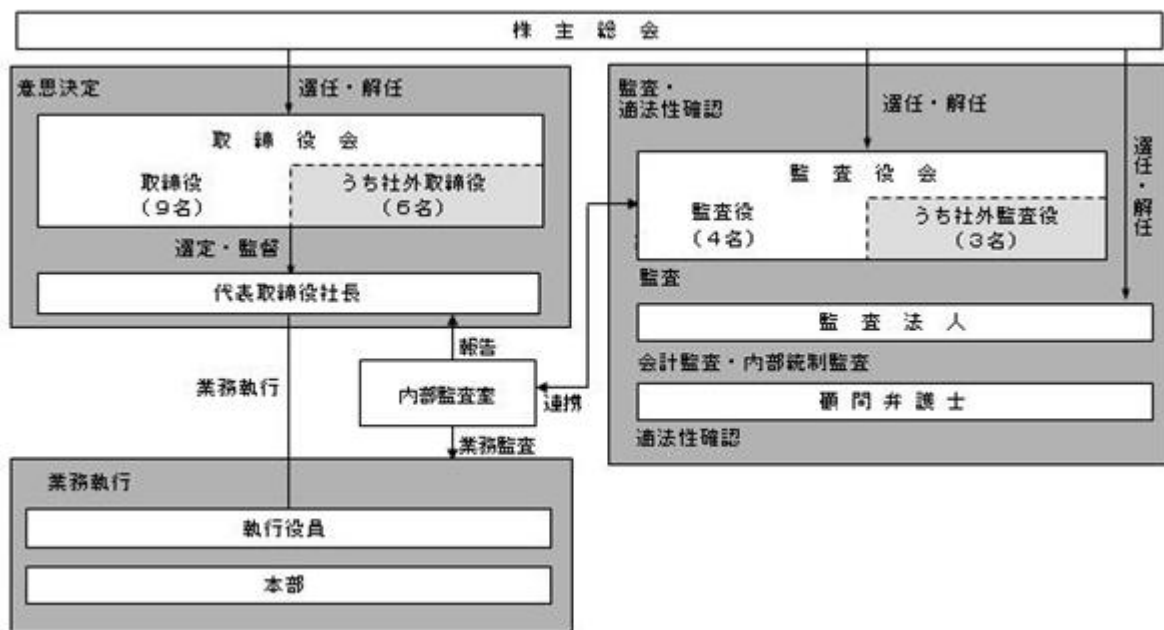 株主総会
意思決定
選任・解任
取締役会
取締役
(9名)
うち社外取締役
(6名)
選定・監督
代表取締役社長
監査・
適法性確認
選任・解任
選任・解任
監査役会
監査役
(4名)
うち社外監査役
(3名)
監査
監査法人
会計監査・内部統制監査
顧問弁護士
適法性確認
報告
業務執行
内部監査室
連携
業務監査
業務執行
執行役員
本部